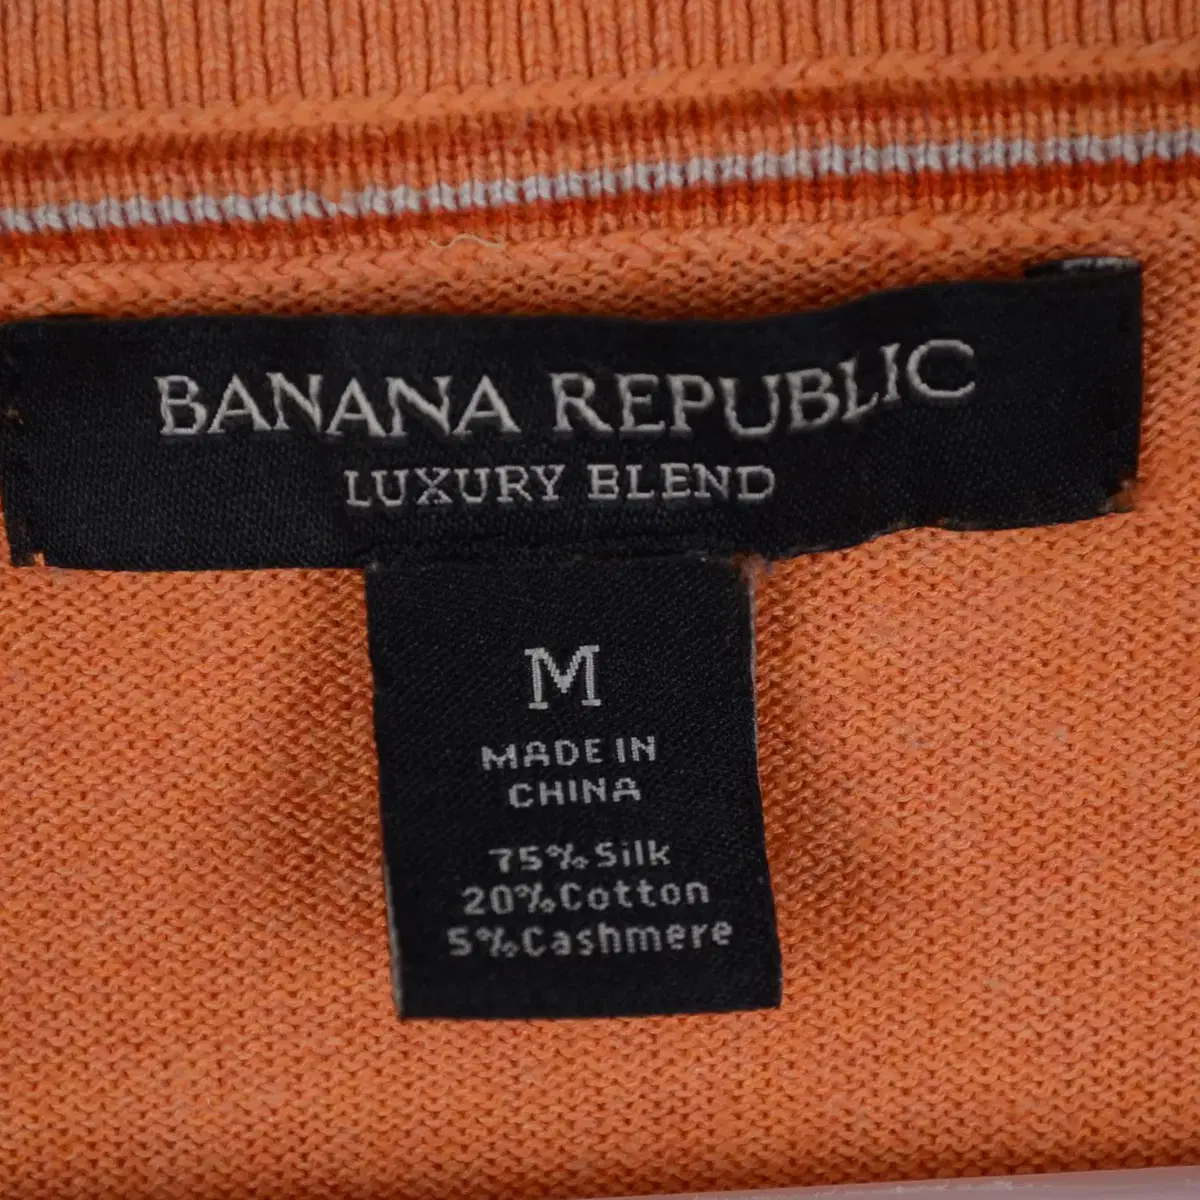 BANANA REPUBLIC
LUXURY BLEND
M
MADE IN
CHINA
75% Silk
20% Cotton
5% Cashmere